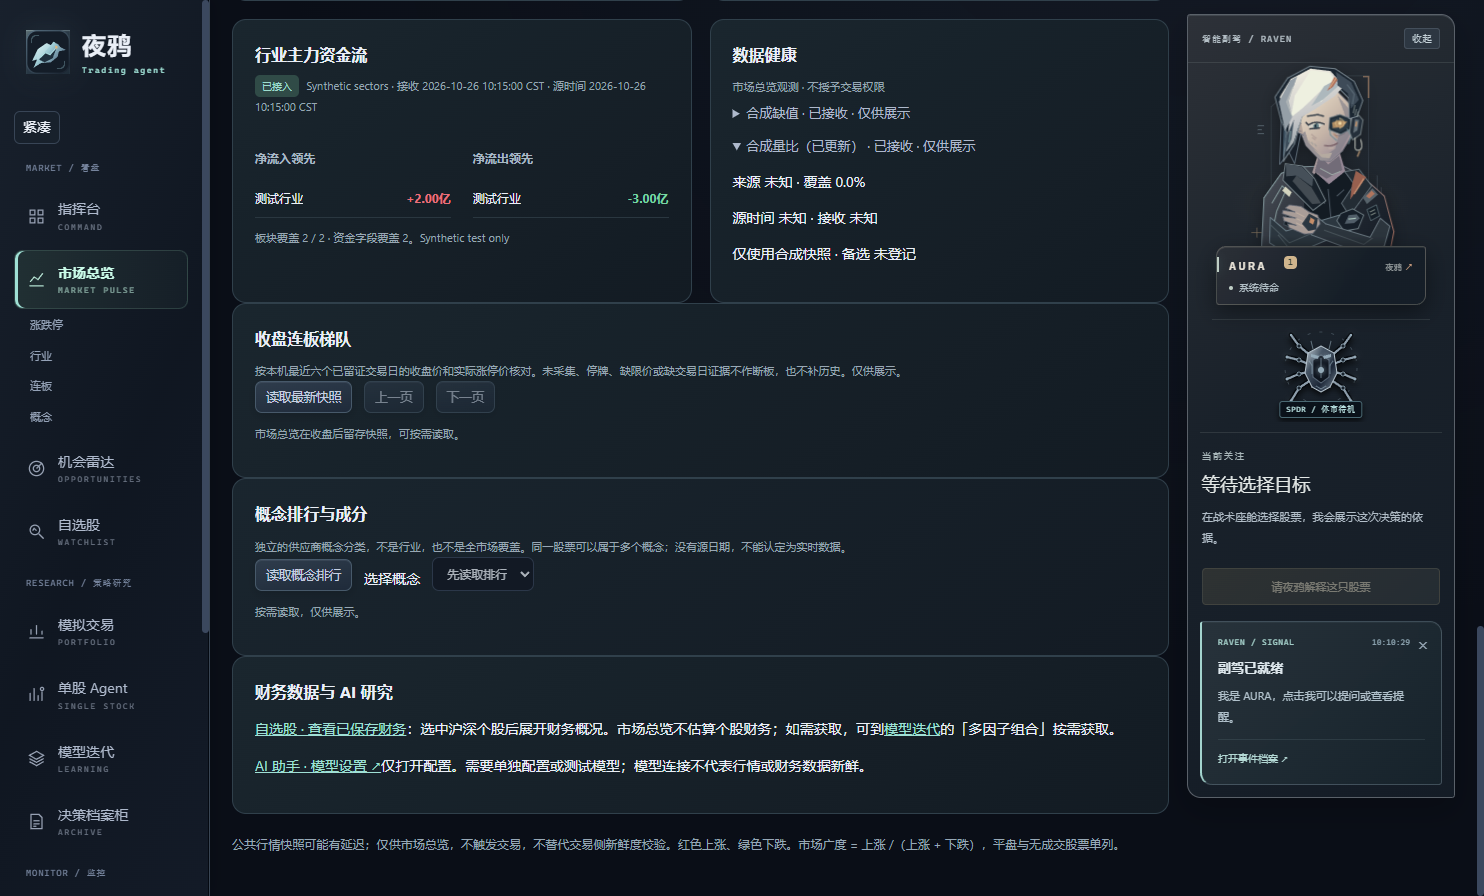 夜鸦
Trading agent
紧凑
MARKET / 看盘
指挥台
COMMAND
市场总览
MARKET PULSE
涨跌停
行业
连板
概念
机会雷达
OPPORTUNITIES
自选股
WATCHLIST
RESEARCH / 策略研究
模拟交易
PORTFOLIO
单股 Agent
SINGLE STOCK
模型迭代
LEARNING
决策档案柜
ARCHIVE
MONITOR / 监控
行业主力资金流
已接入 Synthetic sectors · 接收 2026-10-26 10:15:00 CST · 源时间 2026-10-26
10:15:00 CST
净流入领先 净流出领先
测试行业 +2.00亿 测试行业 -3.00亿
板块覆盖 2 / 2 · 资金字段覆盖 2。Synthetic test only
数据健康
市场总览观测 · 不授予交易权限
▶ 合成缺值 · 已接收 · 仅供展示
▼ 合成量比（已更新） · 已接收 · 仅供展示
来源 未知 · 覆盖 0.0%
源时间 未知 · 接收 未知
仅使用合成快照 · 备选 未登记
收盘连板梯队
按本机最近六个已留证交易日的收盘价和实际涨停价核对。未采集、停牌、缺限价或缺交易日证据不作断板，也不补历史。仅供展示。
读取最新快照 上一页 下一页
市场总览在收盘后留存快照，可按需读取。
概念排行与成分
独立的供应商概念分类，不是行业，也不是全市场覆盖。同一股票可以属于多个概念；没有源日期，不能认定为实时数据。
读取概念排行 选择概念 先读取排行
按需读取，仅供展示。
财务数据与 AI 研究
自选股 · 查看已保存财务：选中沪深个股后展开财务概况。市场总览不估算个股财务；如需获取，可到模型迭代的「多因子组合」按需获取。
AI 助手 · 模型设置 ↗仅打开配置。需要单独配置或测试模型；模型连接不代表行情或财务数据新鲜。
公共行情快照可能有延迟；仅供市场总览，不触发交易，不替代交易侧新鲜度校验。红色上涨、绿色下跌。市场广度 = 上涨 /（上涨 + 下跌），平盘与无成交股票单列。
智能副驾 / RAVEN 收起
AURA 1 夜鸦 ↗
• 系统待命
SPDR / 休市待机
当前关注
等待选择目标
在战术座舱选择股票，我会展示这次决策的依
据。
请夜鸦解释这只股票
RAVEN / SIGNAL 10:10:29 ×
副驾已就绪
我是 AURA，点击我可以提问或查看提
醒。
打开事件档案 ↗